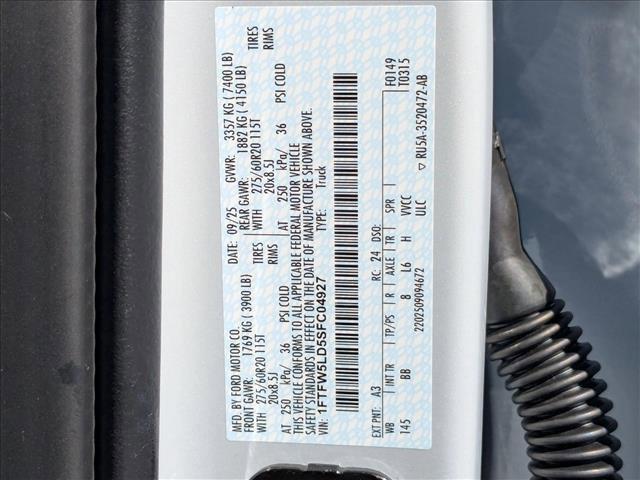 MFD. BY FORD MOTOR CO.
DATE: 09/25 GVWR: 3357 KG ( 7400 LB)
FRONT GAWR: 1769 KG ( 3900 LB) REAR GAWR: 1882 KG ( 4150 LB)
WITH 275/60R20 115T TIRES WITH 275/60R20 115T TIRES
20x8.5J RIMS 20x8.5J RIMS
AT 250 kPa/ 36 PSI COLD AT 250 kPa/ 36 PSI COLD
THIS VEHICLE CONFORMS TO ALL APPLICABLE FEDERAL MOTOR VEHICLE
SAFETY STANDARDS IN EFFECT ON THE DATE OF MANUFACTURE SHOWN ABOVE.
VIN: 1FTFW5LD5SFC04927 TYPE: Truck
F0149
T0315
EXT PNT: A3 RC: 24 DSO:
WB INT TR TP/PS R AXLE TR SPR
145 BB 8 L6 H VVCC
ULC
2202509094672 ▽ RU5A-3520472-AB